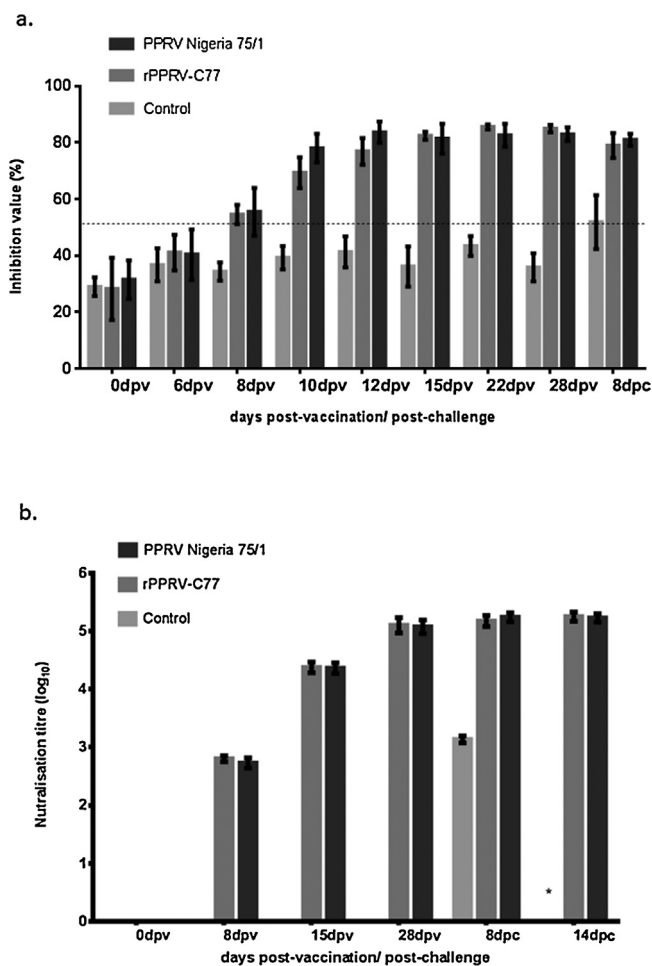 a.
PPRV Nigeria 75/1
rPPRV-C77
Control
100
80
60
40
20
0
Inhibition value (%)
0dpv 6dpv 8dpv 10dpv 12dpv 15dpv 22dpv 28dpv 8dpc
days post-vaccination/ post-challenge
b.
PPRV Nigeria 75/1
rPPRV-C77
Control
6
5
4
3
2
1
0
Nutralisation titre (log10)
*
0dpv 8dpv 15dpv 28dpv 8dpc 14dpc
days post-vaccination/ post-challenge